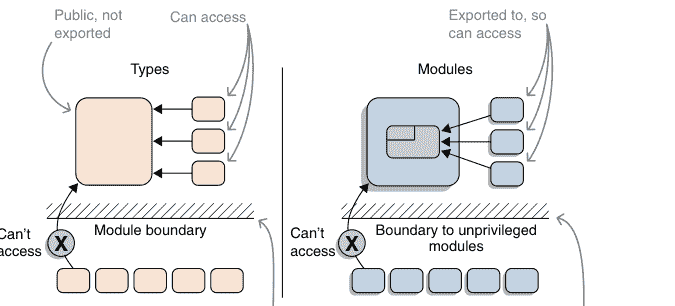 Public, not
exported
Can access
Exported to, so
can access
Types
Modules
Can't
access
X
Module boundary
Can't
access
X
Boundary to unprivileged
modules